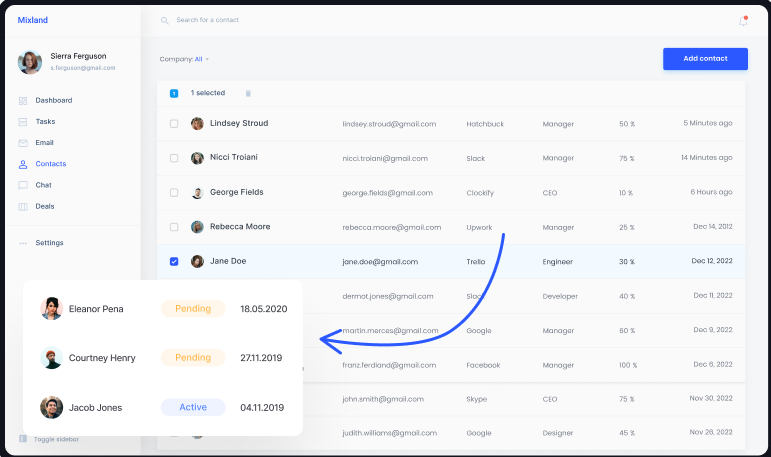 Mixland
Search for a contact
Sierra Ferguson
s.ferguson@gmail.com
Company: All
Add contact
1 selected
Dashboard
Tasks
Email
Contacts
Chat
Deals
Settings
Lindsey Stroud lindsey.stroud@gmail.com Hatchbuck Manager 50 % 5 Minutes ago
Nicci Troiani nicci.troiani@gmail.com Slack Manager 75 % 14 Minutes ago
George Fields george.fields@gmail.com Clockify CEO 10 % 6 Hours ago
Rebecca Moore rebecca.moore@gmail.com Upwork Manager 25 % Dec 14, 2012
Jane Doe jane.doe@gmail.com Trello Engineer 30 % Dec 12, 2022
dermot.jones@gmail.com Slack Developer 40 % Dec 11, 2022
martin.merces@gmail.com Google Manager 60 % Dec 9, 2022
franz.ferdiand@gmail.com Facebook Manager 100 % Dec 6, 2022
john.smith@gmail.com Skype CEO 75 % Nov 30, 2022
judith.williams@gmail.com Google Designer 45 % Nov 26, 2022
Eleanor Pena Pending 18.05.2020
Courtney Henry Pending 27.11.2019
Jacob Jones Active 04.11.2019
Toggle sidebar